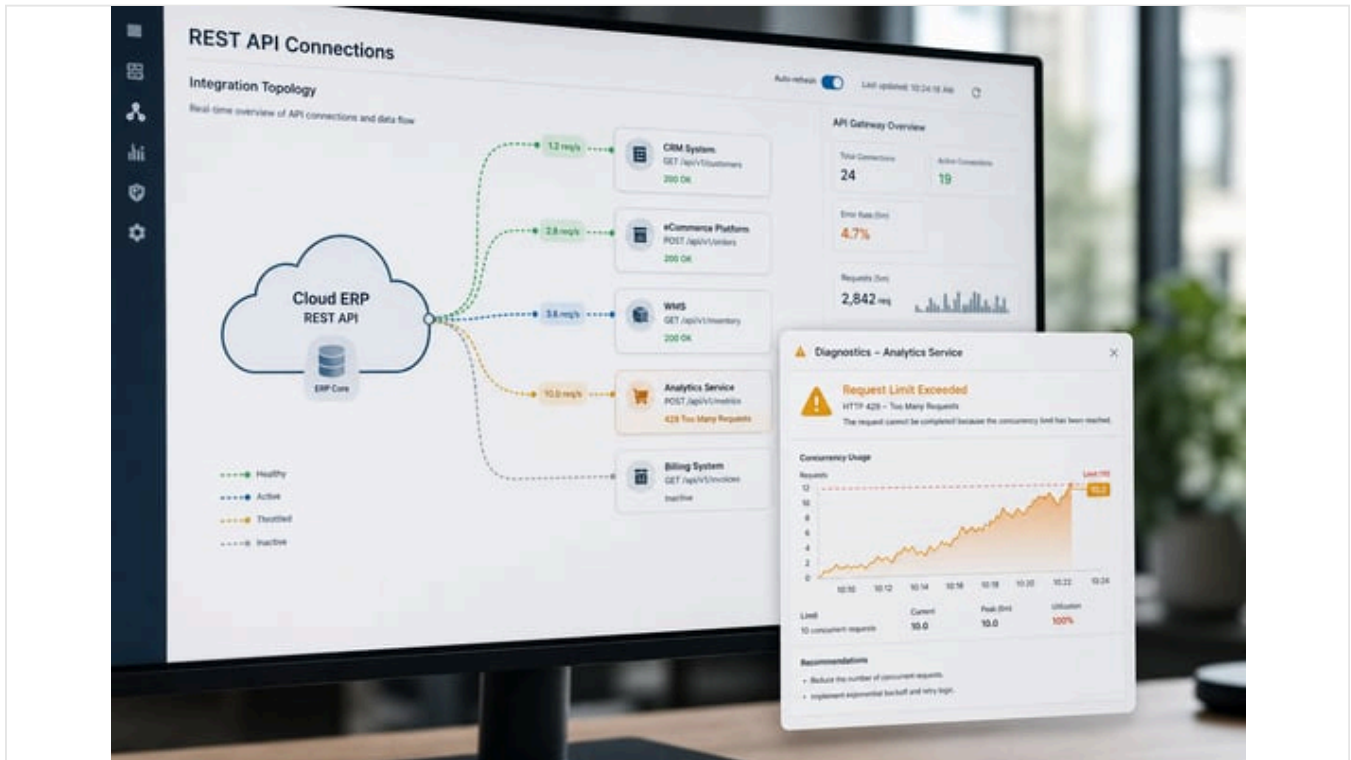 REST API Connections
Integration Topology
Real-time overview of API connections and data flow
Auto-refresh
Last updated: 10:24:18 AM
API Gateway Overview
Total Connections
24
Active Connections
19
Error Rate (5m)
4.7%
Requests (5m)
2,842 req
1.2 req/s
CRM System
GET /api/v1/customers
200 OK
2.8 req/s
eCommerce Platform
POST /api/v1/orders
200 OK
3.6 req/s
WMS
GET /api/v1/inventory
200 OK
10.0 req/s
Analytics Service
POST /api/v1/metrics
429 Too Many Requests
Billing System
GET /api/v1/invoices
Inactive
Cloud ERP
REST API
ERP Core
Healthy
Active
Throttled
Inactive
Diagnostics – Analytics Service
Request Limit Exceeded
HTTP 429 – Too Many Requests
The request cannot be completed because the concurrency limit has been reached.
Concurrency Usage
Requests
12
10
8
6
4
2
0
10:10
10:12
10:14
10:16
10:18
10:20
10:22
10:24
Limit
10 concurrent requests
Current
10.0
Peak (5m)
10.0
Utilization
100%
Recommendations
• Reduce the number of concurrent requests.
• Implement exponential backoff and retry logic.